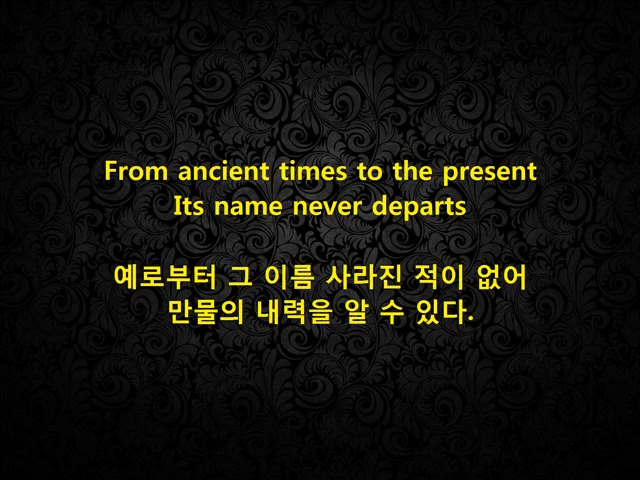 From ancient times to the present
Its name never departs
예로부터 그 이름 사라진 적이 없어
만물의 내력을 알 수 있다.